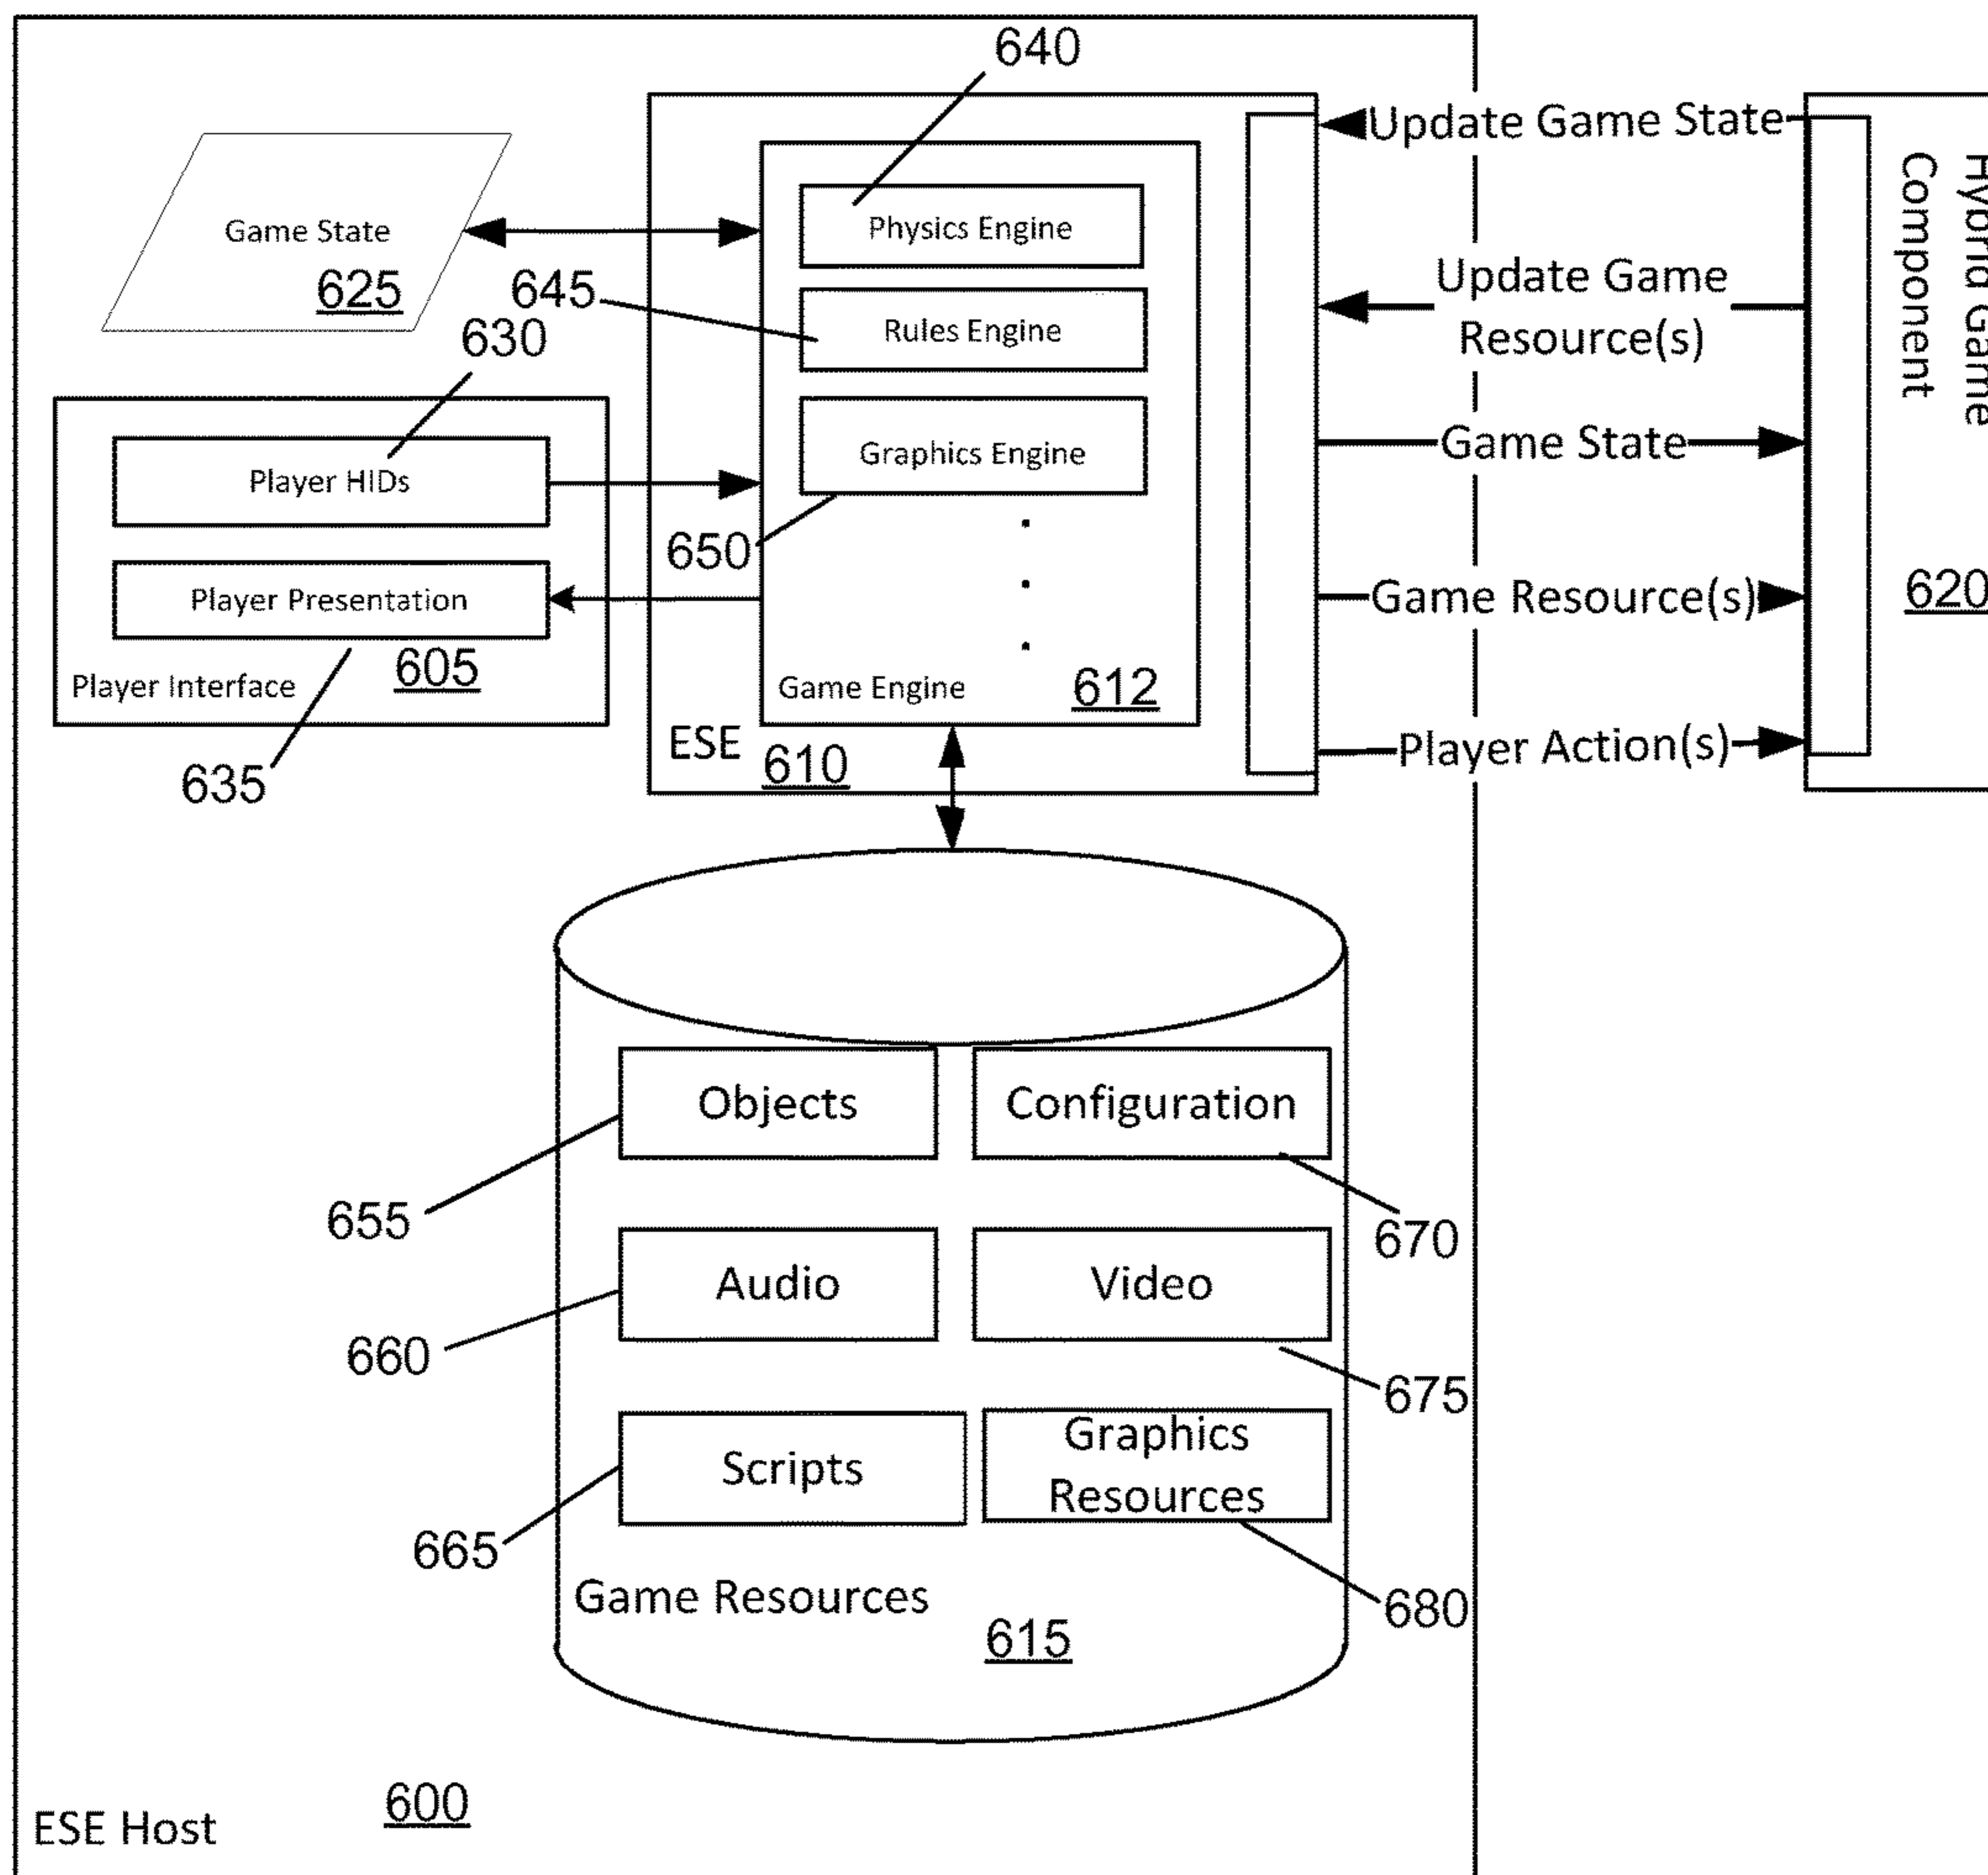 640
Update Game State
Hybrid Game
Component
Game State
625
Physics Engine
645
Rules Engine
Update Game
Resource(s)
630
Player HIDs
Graphics Engine
Game State
650
Player Presentation
605
Player Interface
635
Game Engine
612
ESE
610
Game Resource(s)
620
Player Action(s)
Objects
Configuration
655
670
Audio
Video
660
675
Scripts
Graphics
Resources
665
680
Game Resources
615
ESE Host
600